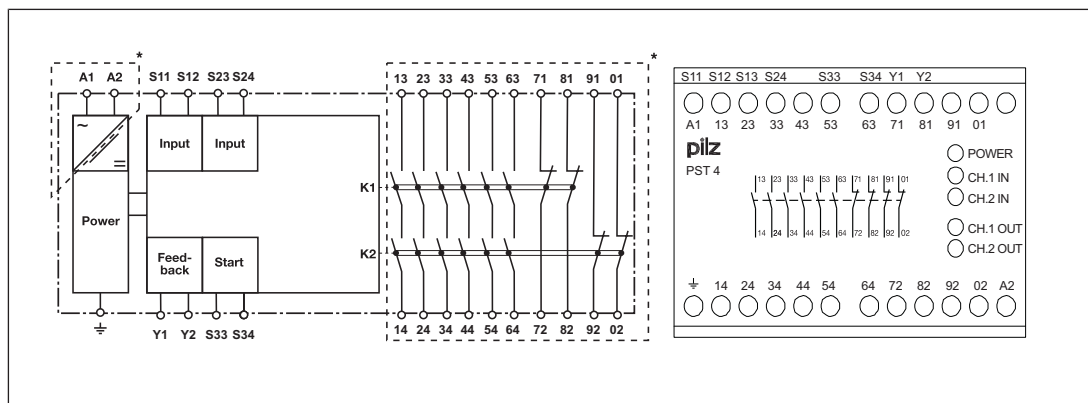 *
A1 A2 S11 S12 S23 S24
13 23 33 43 53 63 71 81 91 01
*
~
=
Input Input
Power
K1
K2
Feed-
back
Start
Y1 Y2 S33 S34
14 24 34 44 54 64 72 82 92 02
S11 S12 S13 S24 S33 S34 Y1 Y2
A1 13 23 33 43 53 63 71 81 91 01
pilz
PST 4
POWER
CH.1 IN
CH.2 IN
CH.1 OUT
CH.2 OUT
13 23 33 43 53 63 71 81 91 01
14 24 34 44 54 64 72 82 92 02
14 24 34 44 54 64 72 82 92 02 A2